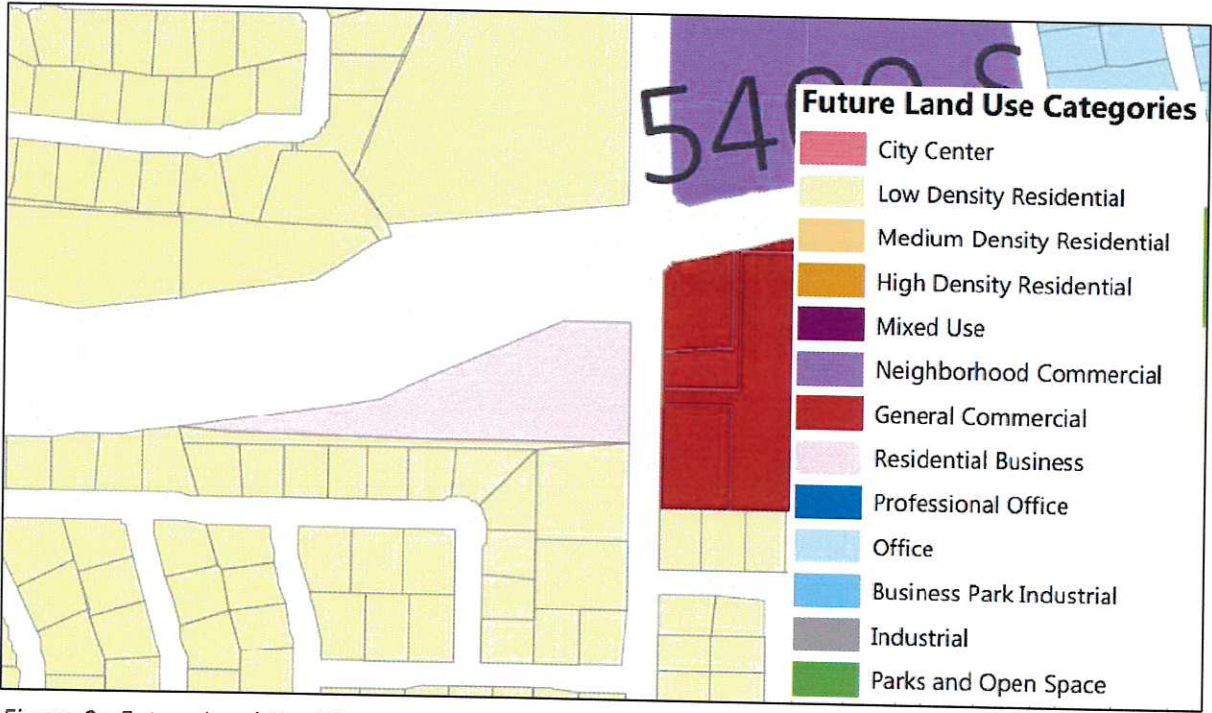 5400 S
Future Land Use Categories
City Center
Low Density Residential
Medium Density Residential
High Density Residential
Mixed Use
Neighborhood Commercial
General Commercial
Residential Business
Professional Office
Office
Business Park Industrial
Industrial
Parks and Open Space